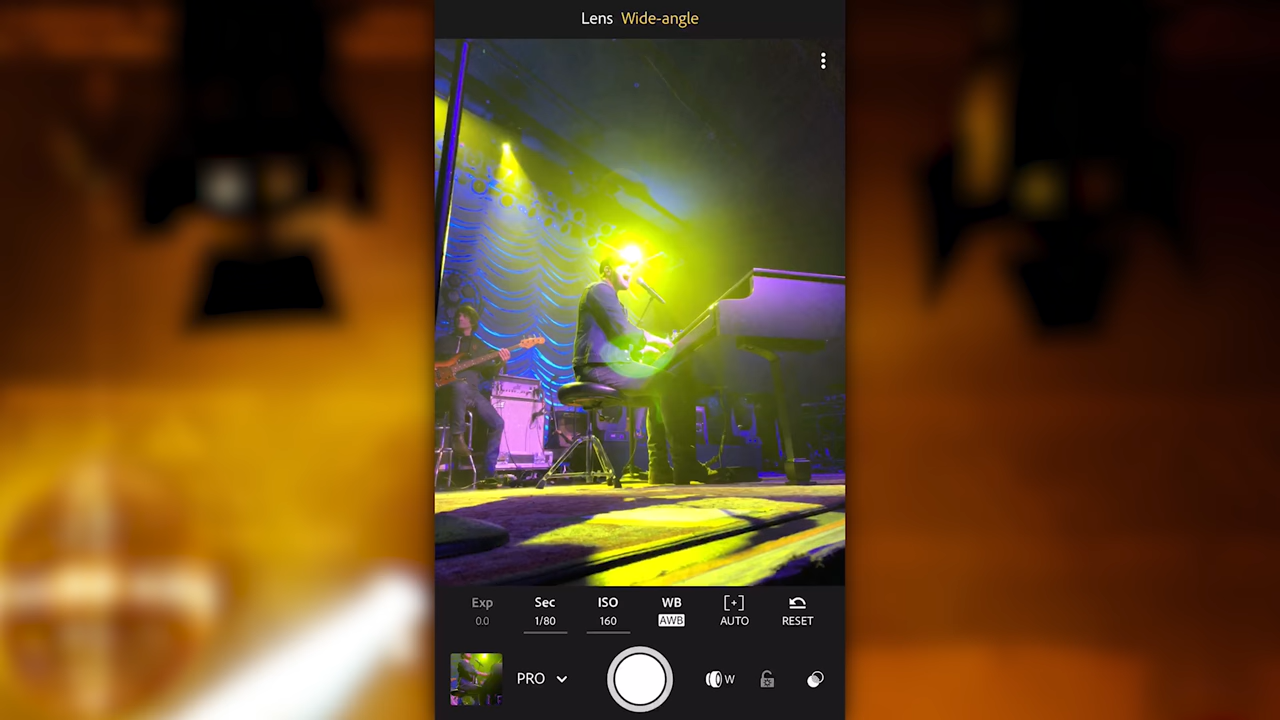 Lens Wide-angle
Exp Sec ISO WB [+] RESET
0.0 1/80 160 AWB AUTO
PRO W